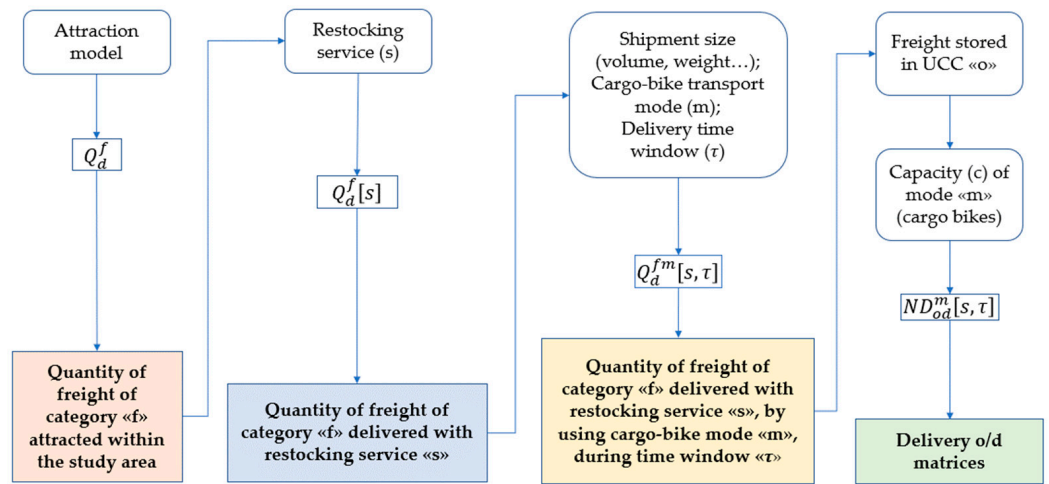 Attraction
model
Q_d^f
Quantity of
freight of
category «f»
attracted within
the study area
Restocking
service (s)
Q_d^f[s]
Quantity of freight of
category «f» delivered with
restocking service «s»
Shipment size
(volume, weight…);
Cargo-bike transport
mode (m);
Delivery time
window (τ)
Q_d^{fm}[s, τ]
Quantity of freight of
category «f» delivered with
restocking service «s», by
using cargo-bike mode «m»,
during time window «τ»
Freight stored
in UCC «o»
Capacity (c) of
mode «m»
(cargo bikes)
ND_{od}^m[s, τ]
Delivery o/d
matrices